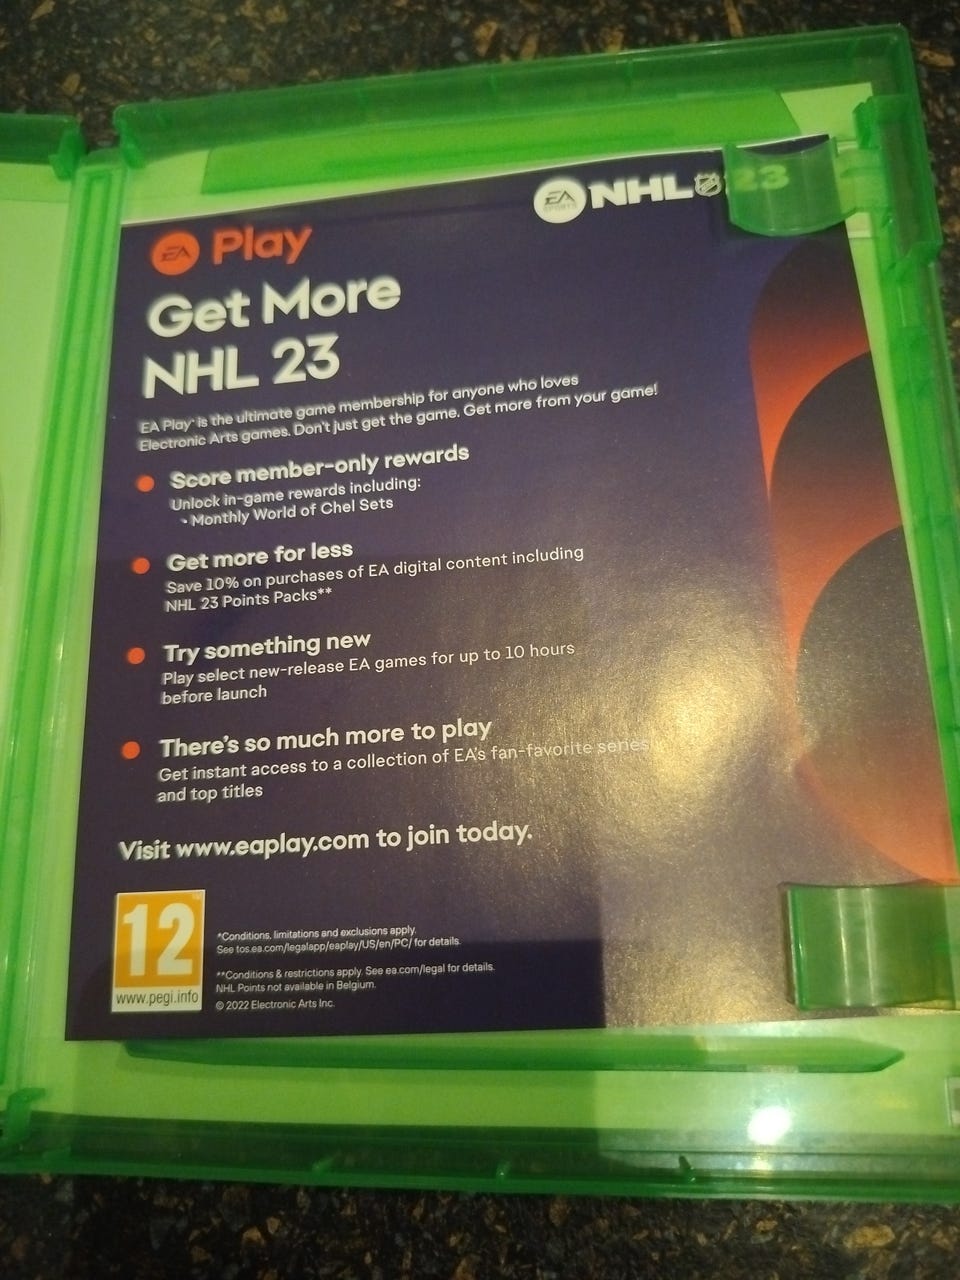 EA SPORTS NHL 23
EA Play
Get More
NHL 23
EA Play* is the ultimate game membership for anyone who loves
Electronic Arts games. Don't just get the game. Get more from your game!
Score member-only rewards
Unlock in-game rewards including:
• Monthly World of Chel Sets
Get more for less
Save 10% on purchases of EA digital content including
NHL 23 Points Packs**
Try something new
Play select new-release EA games for up to 10 hours
before launch
There's so much more to play
Get instant access to a collection of EA's fan-favorite series
and top titles
Visit www.eaplay.com to join today.
12
www.pegi.info
*Conditions, limitations and exclusions apply.
See tos.ea.com/legalapp/eaplay/US/en/PC/ for details.
**Conditions & restrictions apply. See ea.com/legal for details.
NHL Points not available in Belgium.
© 2022 Electronic Arts Inc.